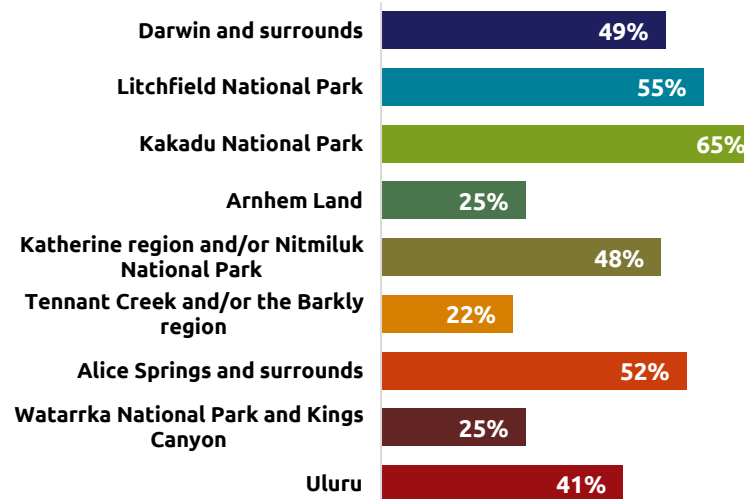 Darwin and surrounds 49%
Litchfield National Park 55%
Kakadu National Park 65%
Arnhem Land 25%
Katherine region and/or Nitmiluk
National Park 48%
Tennant Creek and/or the Barkly
region 22%
Alice Springs and surrounds 52%
Watarrka National Park and Kings
Canyon 25%
Uluru 41%